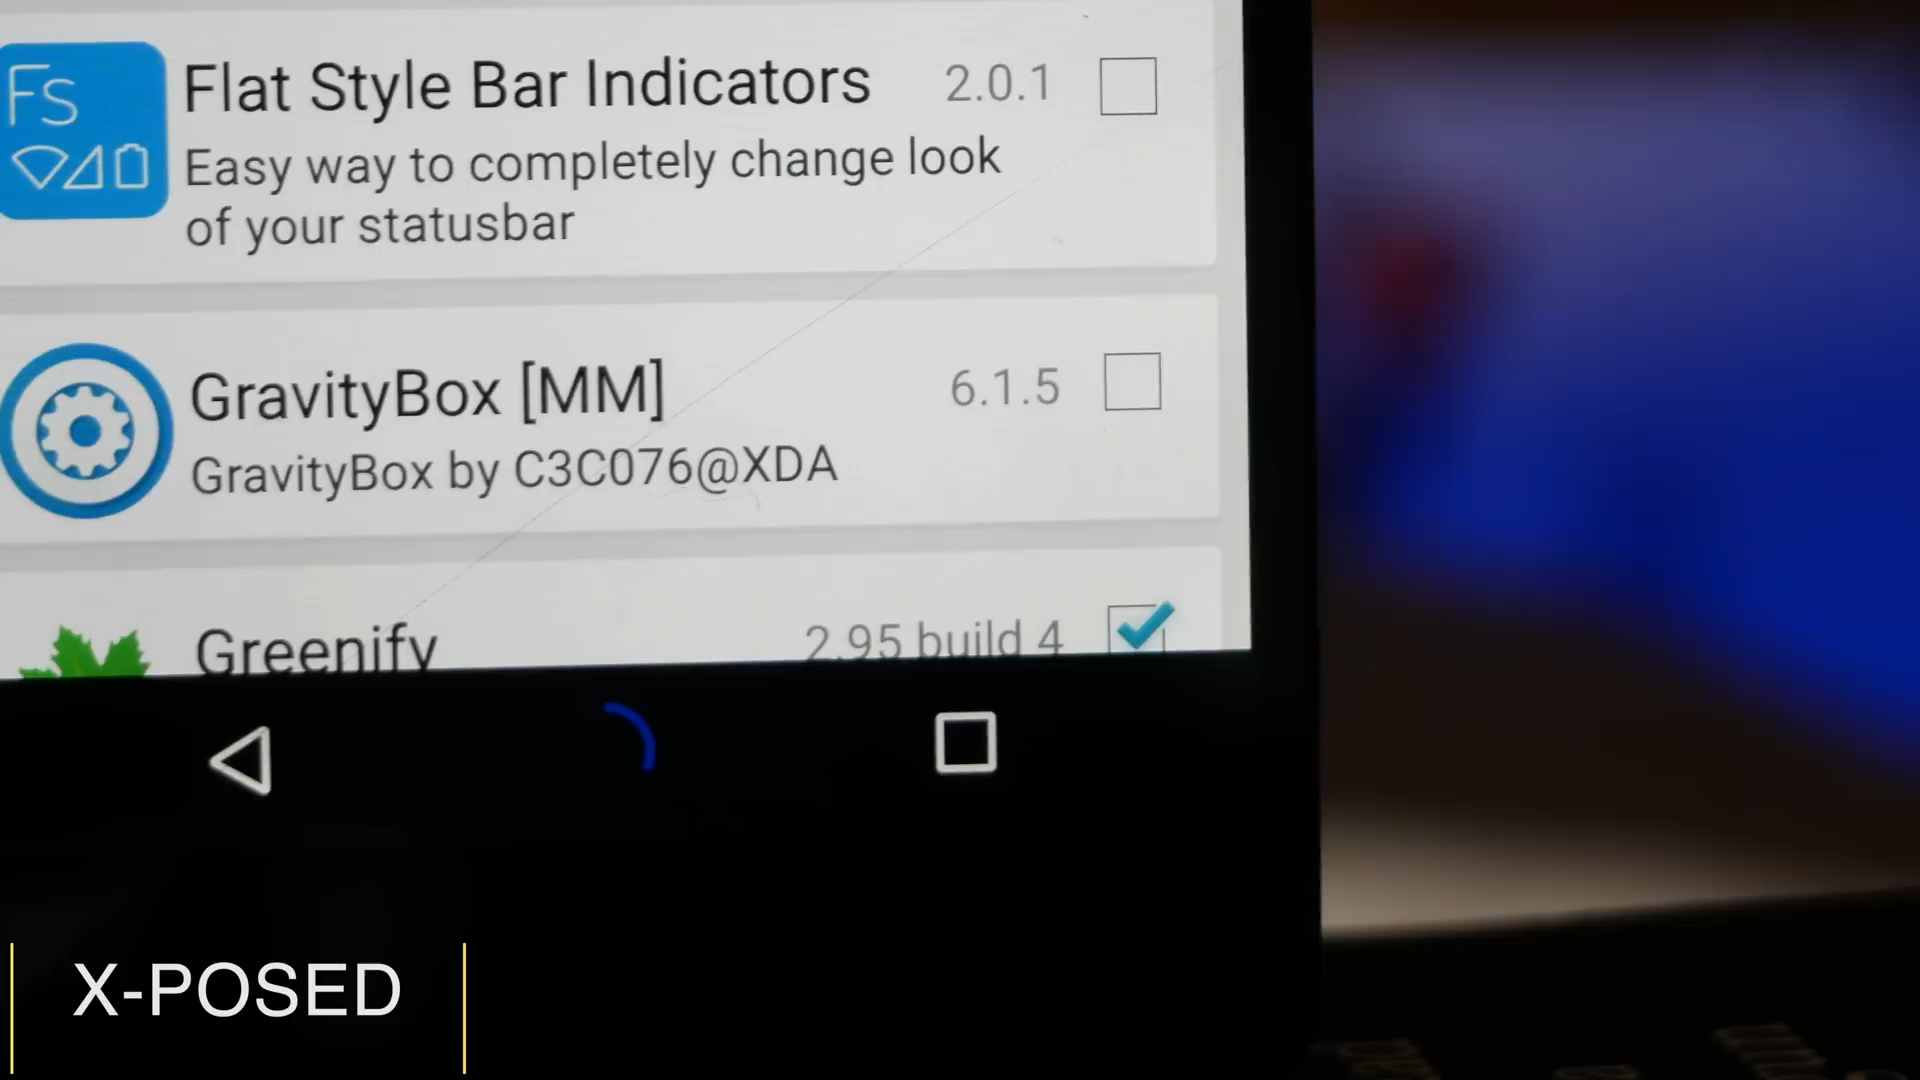 FS
Flat Style Bar Indicators 2.0.1
Easy way to completely change look
of your statusbar
GravityBox [MM] 6.1.5
GravityBox by C3C076@XDA
Greenify 2.95 build 4
X-POSED